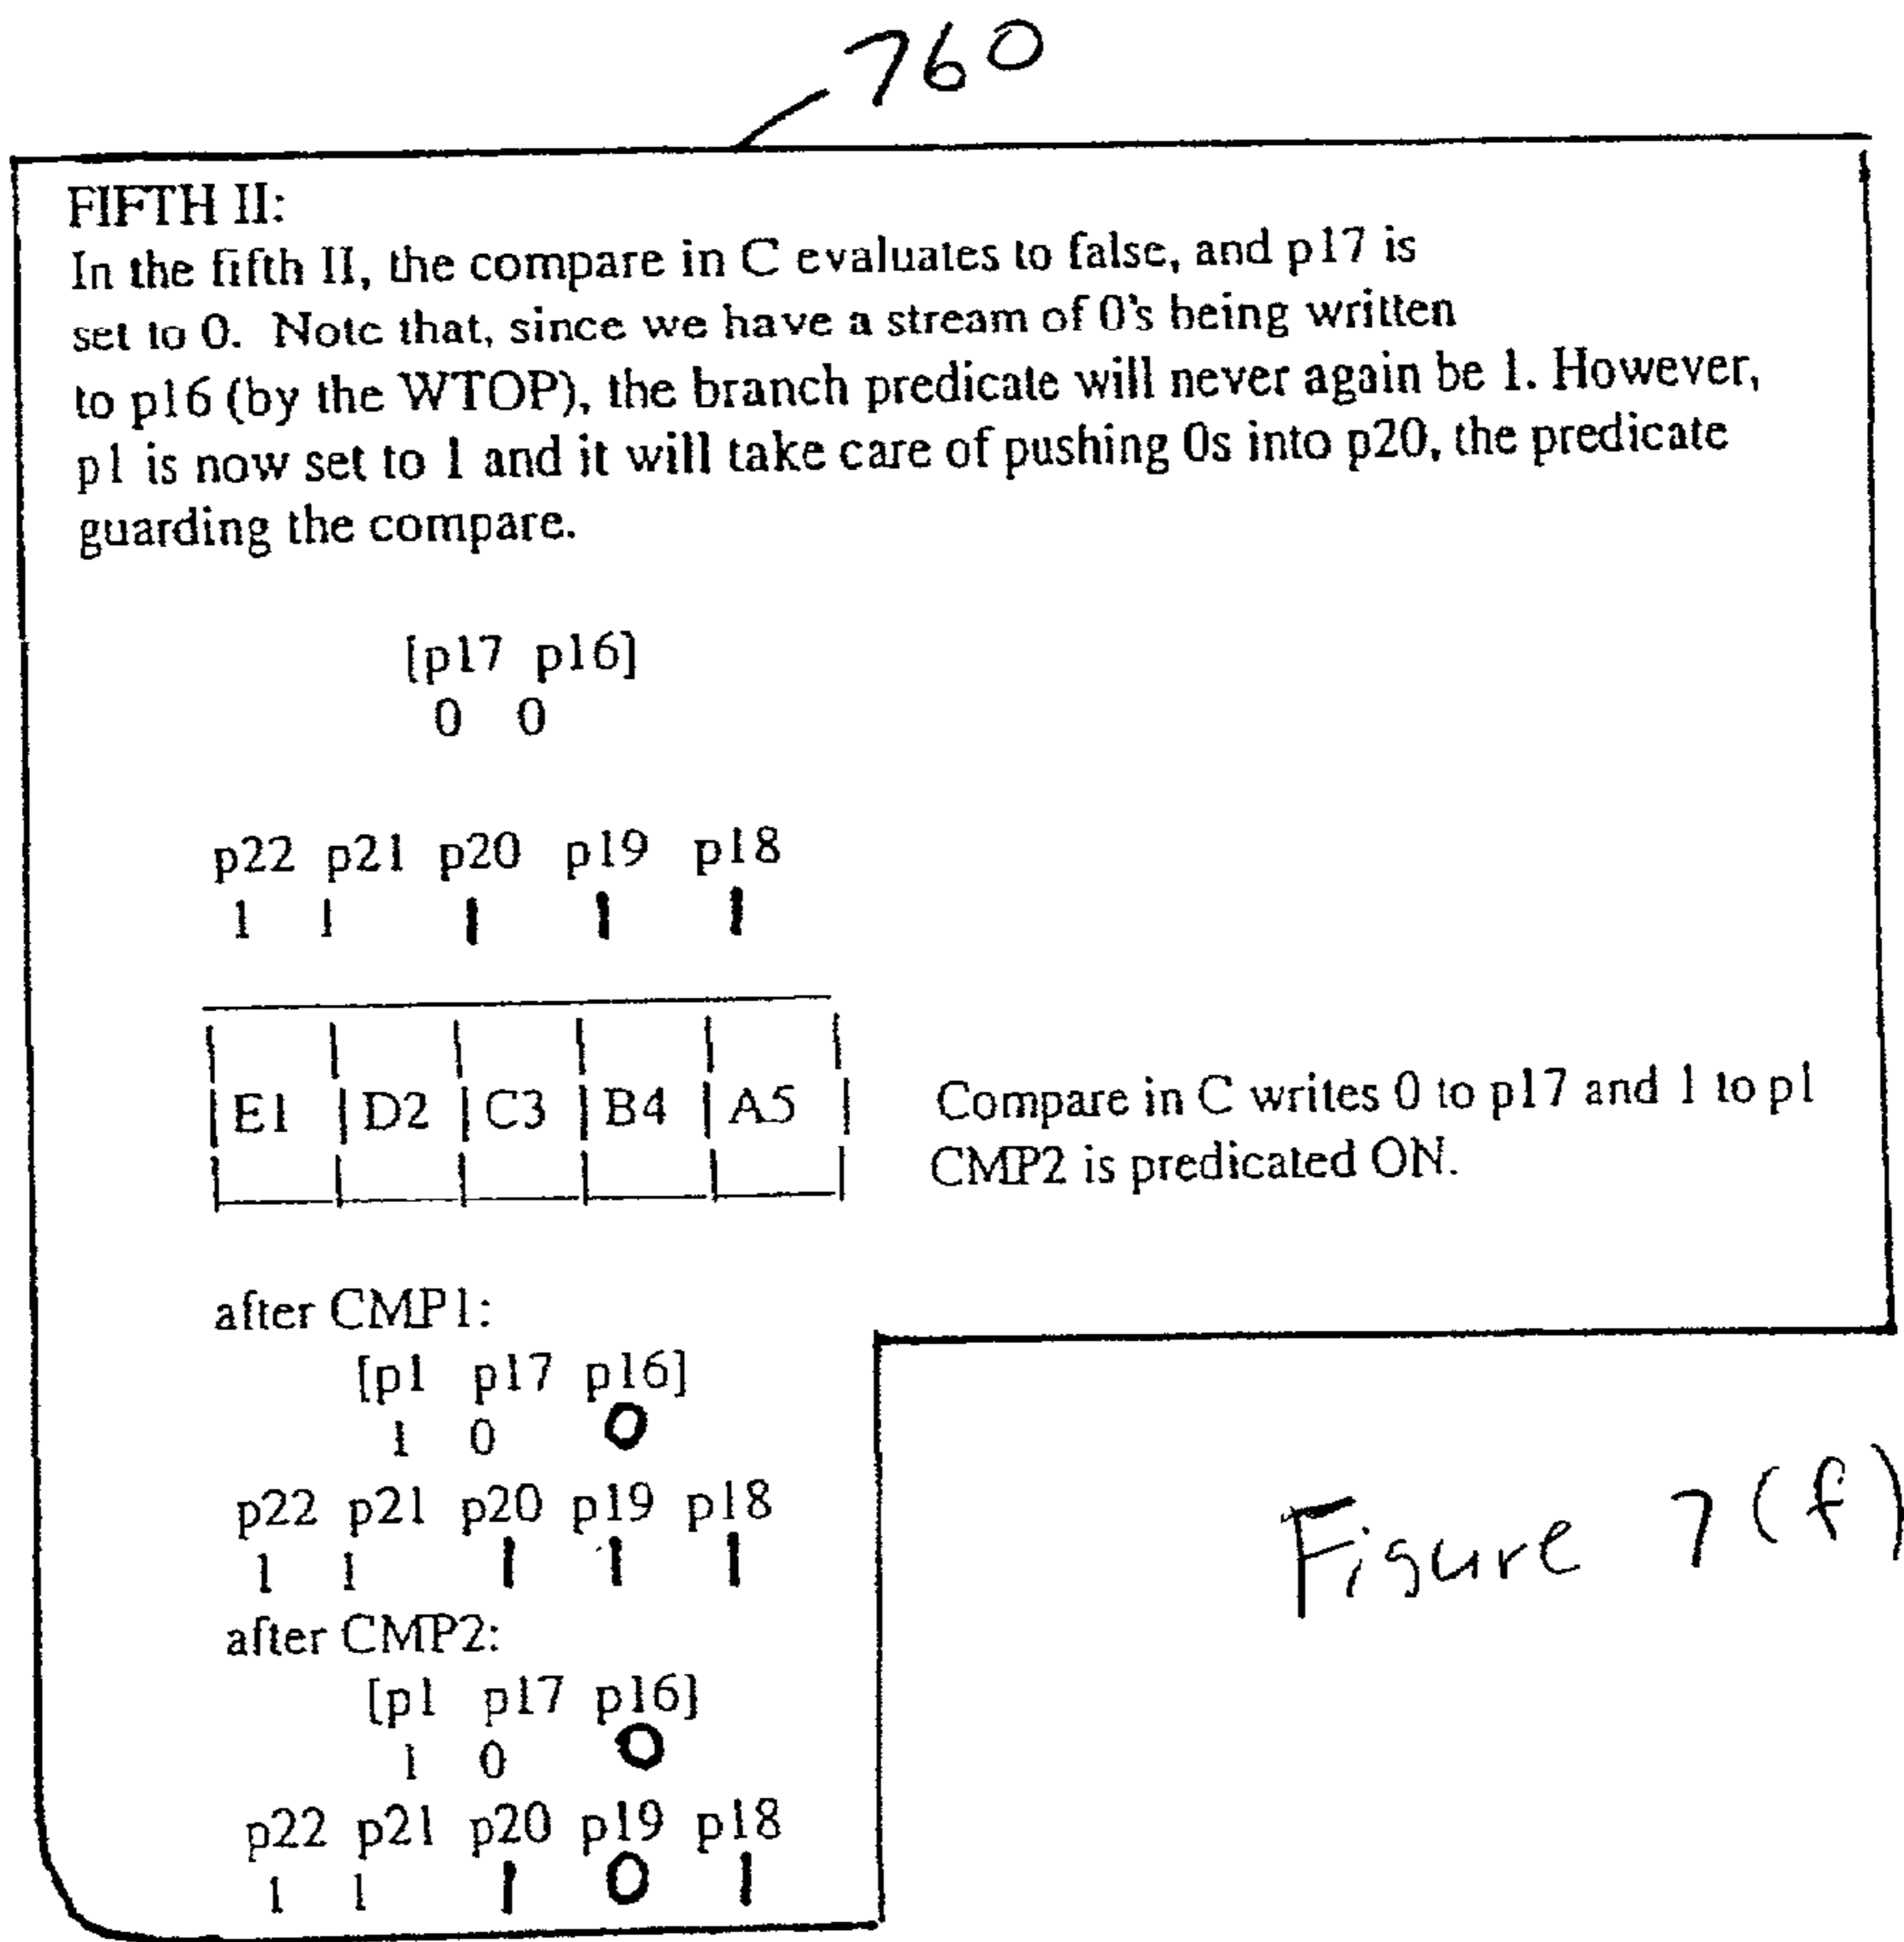 760
FIFTH II:
In the fifth II, the compare in C evaluates to false, and p17 is
set to 0. Note that, since we have a stream of 0's being written
to p16 (by the WTOP), the branch predicate will never again be 1. However,
p1 is now set to 1 and it will take care of pushing 0s into p20, the predicate
guarding the compare.
[p17 p16]
0 0
p22 p21 p20 p19 p18
1 1 1 1 1
E1 D2 C3 B4 A5
Compare in C writes 0 to p17 and 1 to p1
CMP2 is predicated ON.
after CMP1:
[p1 p17 p16]
1 0 0
p22 p21 p20 p19 p18
1 1 1 1 1
after CMP2:
[p1 p17 p16]
1 0 0
p22 p21 p20 p19 p18
1 1 1 0 1
Figure 7(f)